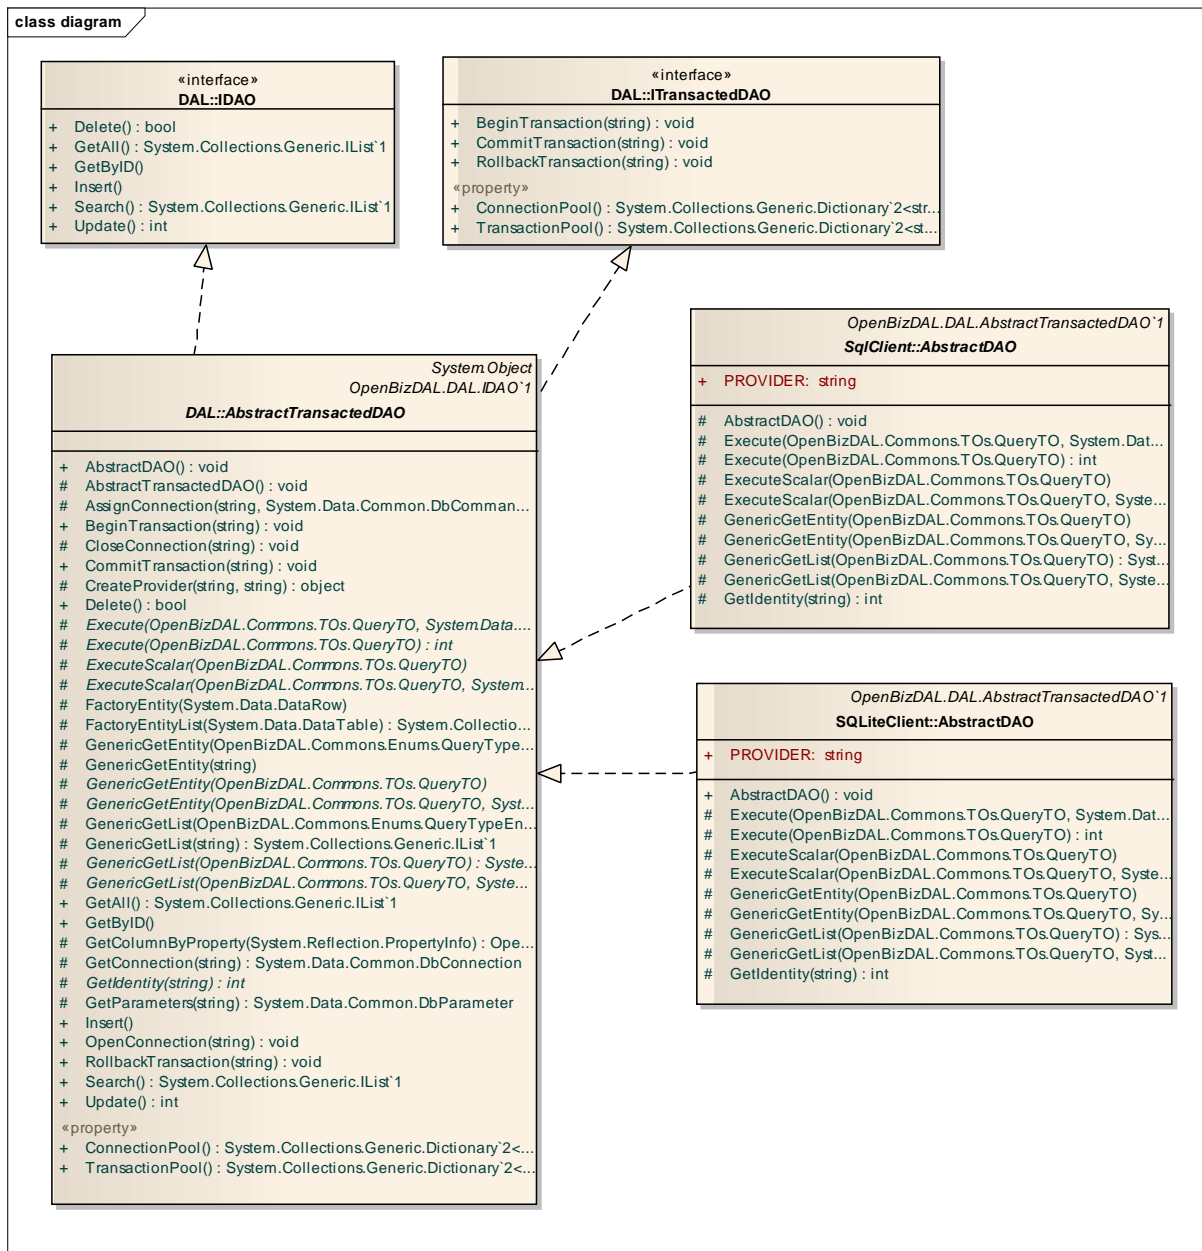 class diagram
«interface»
DAL::IDAO
+ Delete() : bool
+ GetAll() : System.Collections.Generic.IList`1
+ GetByID()
+ Insert()
+ Search() : System.Collections.Generic.IList`1
+ Update() : int
«interface»
DAL::ITransactedDAO
+ BeginTransaction(string) : void
+ CommitTransaction(string) : void
+ RollbackTransaction(string) : void
«property»
+ ConnectionPool() : System.Collections.Generic.Dictionary`2<str...
+ TransactionPool() : System.Collections.Generic.Dictionary`2<st...
System.Object
OpenBizDAL.DAL.IDAO`1
DAL::AbstractTransactedDAO
+ AbstractDAO() : void
# AbstractTransactedDAO() : void
# AssignConnection(string, System.Data.Common.DbComman...
+ BeginTransaction(string) : void
# CloseConnection(string) : void
+ CommitTransaction(string) : void
# CreateProvider(string, string) : object
+ Delete() : bool
# Execute(OpenBizDAL.Commons.TOs.QueryTO, System.Data....
# Execute(OpenBizDAL.Commons.TOs.QueryTO) : int
# ExecuteScalar(OpenBizDAL.Commons.TOs.QueryTO)
# ExecuteScalar(OpenBizDAL.Commons.TOs.QueryTO, System...
# FactoryEntity(System.Data.DataRow)
# FactoryEntityList(System.Data.DataTable) : System.Collectio...
# GenericGetEntity(OpenBizDAL.Commons.Enums.QueryType...
# GenericGetEntity(string)
# GenericGetEntity(OpenBizDAL.Commons.TOs.QueryTO)
# GenericGetEntity(OpenBizDAL.Commons.TOs.QueryTO, Syst...
# GenericGetList(OpenBizDAL.Commons.Enums.QueryTypeEn...
# GenericGetList(string) : System.Collections.Generic.IList`1
# GenericGetList(OpenBizDAL.Commons.TOs.QueryTO) : Syste...
# GenericGetList(OpenBizDAL.Commons.TOs.QueryTO, Syste...
+ GetAll() : System.Collections.Generic.IList`1
+ GetByID()
# GetColumnByProperty(System.Reflection.PropertyInfo) : Ope...
# GetConnection(string) : System.Data.Common.DbConnection
# GetIdentity(string) : int
# GetParameters(string) : System.Data.Common.DbParameter
+ Insert()
+ OpenConnection(string) : void
+ RollbackTransaction(string) : void
+ Search() : System.Collections.Generic.IList`1
+ Update() : int
«property»
+ ConnectionPool() : System.Collections.Generic.Dictionary`2<...
+ TransactionPool() : System.Collections.Generic.Dictionary`2<...
OpenBizDAL.DAL.AbstractTransactedDAO`1
SqlClient::AbstractDAO
+ PROVIDER: string
# AbstractDAO() : void
# Execute(OpenBizDAL.Commons.TOs.QueryTO, System.Dat...
# Execute(OpenBizDAL.Commons.TOs.QueryTO) : int
# ExecuteScalar(OpenBizDAL.Commons.TOs.QueryTO)
# ExecuteScalar(OpenBizDAL.Commons.TOs.QueryTO, Syste...
# GenericGetEntity(OpenBizDAL.Commons.TOs.QueryTO)
# GenericGetEntity(OpenBizDAL.Commons.TOs.QueryTO, Sy...
# GenericGetList(OpenBizDAL.Commons.TOs.QueryTO) : Syst...
# GenericGetList(OpenBizDAL.Commons.TOs.QueryTO, Syste...
# GetIdentity(string) : int
OpenBizDAL.DAL.AbstractTransactedDAO`1
SQLiteClient::AbstractDAO
+ PROVIDER: string
+ AbstractDAO() : void
# Execute(OpenBizDAL.Commons.TOs.QueryTO, System.Dat...
# Execute(OpenBizDAL.Commons.TOs.QueryTO) : int
# ExecuteScalar(OpenBizDAL.Commons.TOs.QueryTO)
# ExecuteScalar(OpenBizDAL.Commons.TOs.QueryTO, Syste...
# GenericGetEntity(OpenBizDAL.Commons.TOs.QueryTO)
# GenericGetEntity(OpenBizDAL.Commons.TOs.QueryTO, Sy...
# GenericGetList(OpenBizDAL.Commons.TOs.QueryTO) : Sys...
# GenericGetList(OpenBizDAL.Commons.TOs.QueryTO, Syst...
# GetIdentity(string) : int